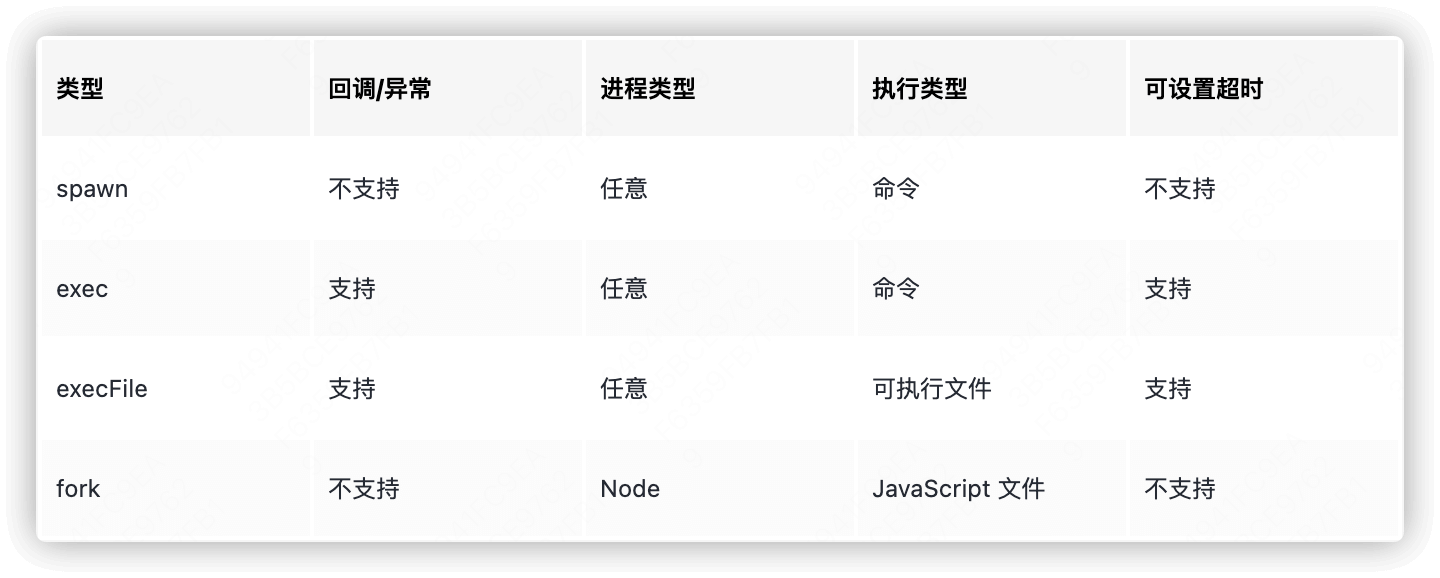 类型 回调/异常 进程类型 执行类型 可设置超时
spawn 不支持 任意 命令 不支持
exec 支持 任意 命令 支持
execFile 支持 任意 可执行文件 支持
fork 不支持 Node JavaScript 文件 不支持